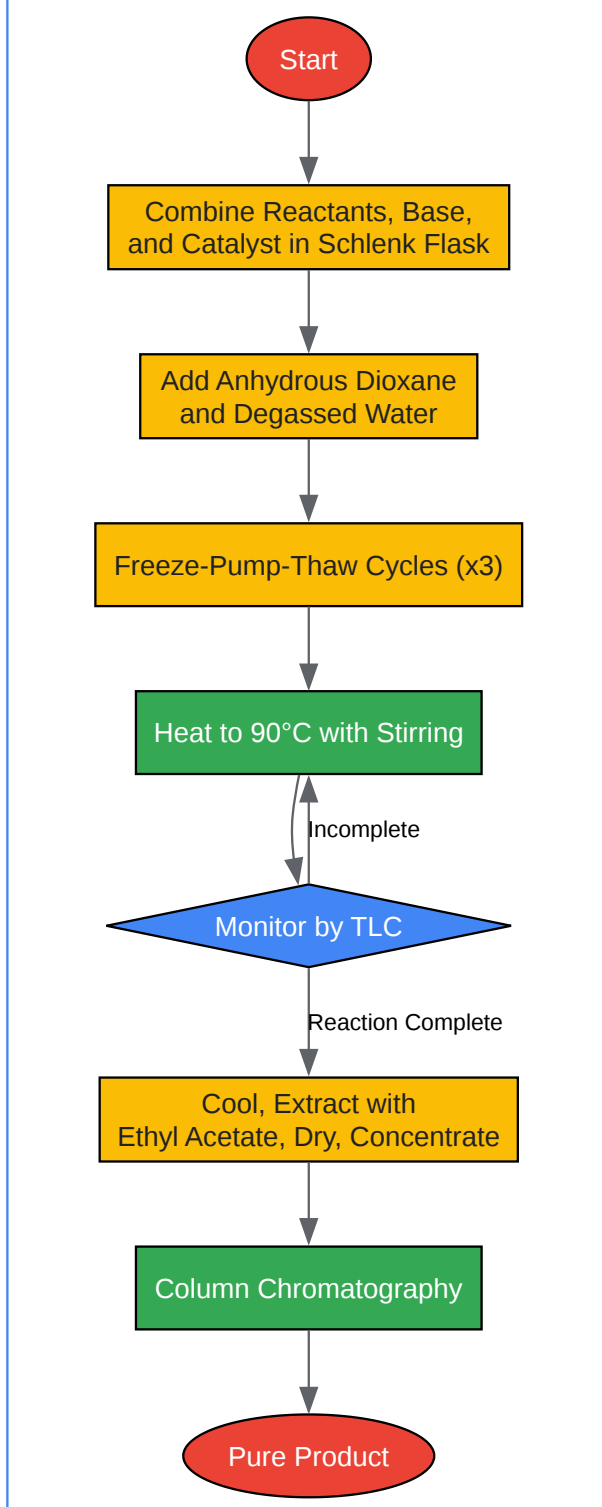 Start
Combine Reactants, Base,
and Catalyst in Schlenk Flask
Add Anhydrous Dioxane
and Degassed Water
Freeze-Pump-Thaw Cycles (x3)
Heat to 90°C with Stirring
Incomplete
Monitor by TLC
Reaction Complete
Cool, Extract with
Ethyl Acetate, Dry, Concentrate
Column Chromatography
Pure Product